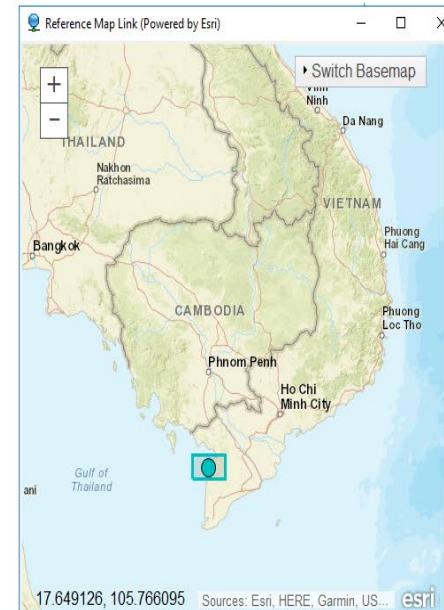 Reference Map Link (Powered by Esri)
+
Switch Basemap
−
Ninh
Da Nang
THAILAND
Nakhon
Ratchasima
VIETNAM
Phuong
Hai Cang
Bangkok
CAMBODIA
Phuong
Loc Tho
Phnom Penh
Ho Chi
Minh City
Gulf of
Thailand
ani
17.649126, 105.766095
Sources: Esri, HERE, Garmin, US...
esri